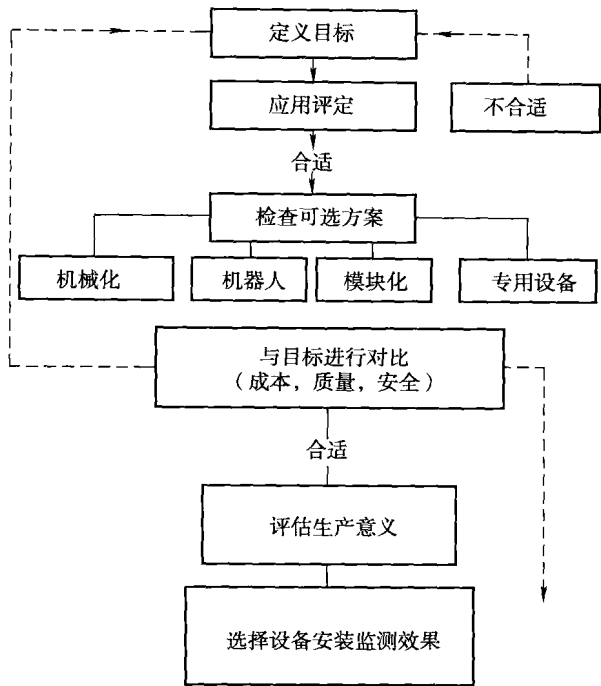 定义目标
应用评定
不合适
合适
检查可选方案
机械化
机器人
模块化
专用设备
与目标进行对比
(成本,质量,安全)
合适
评估生产意义
选择设备安装监测效果